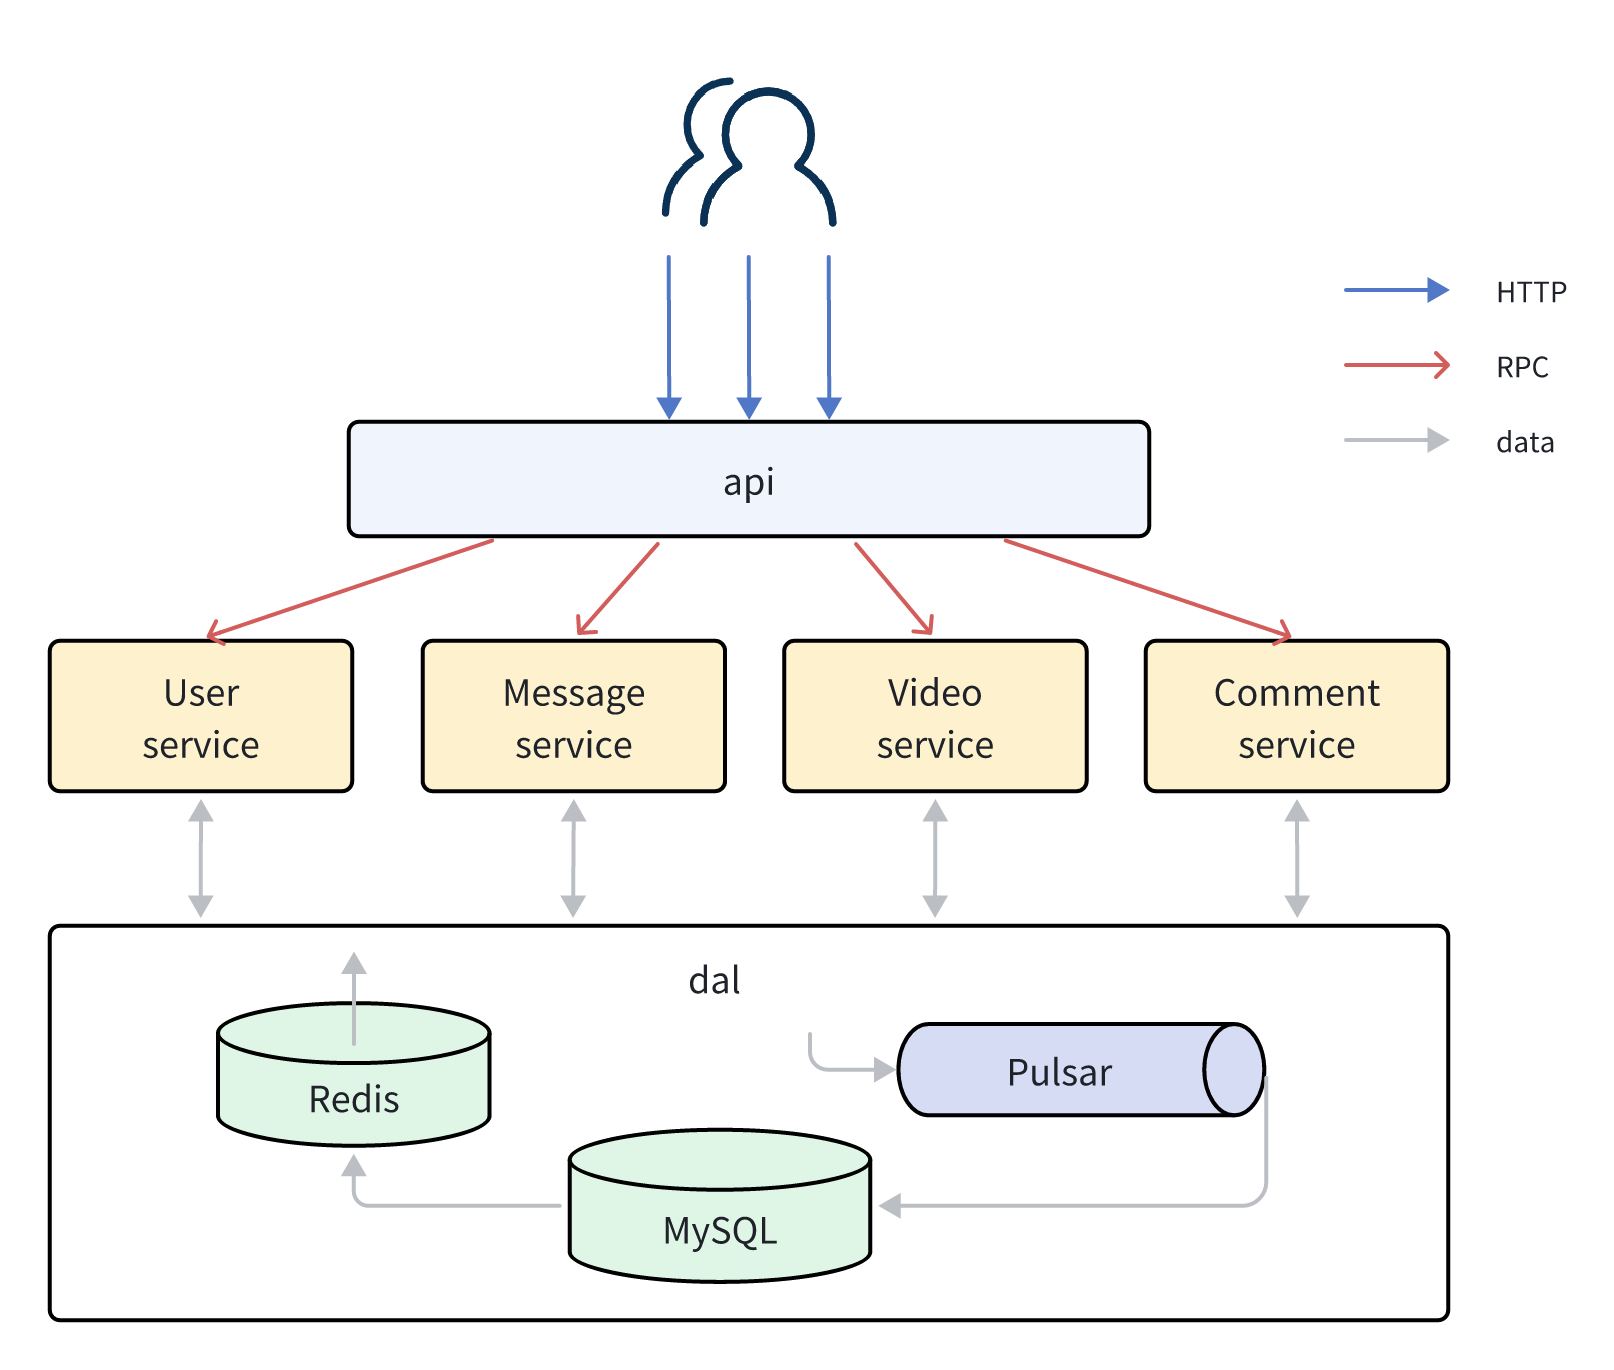 HTTP
RPC
data
api
User
service
Message
service
Video
service
Comment
service
dal
Redis
Pulsar
MySQL